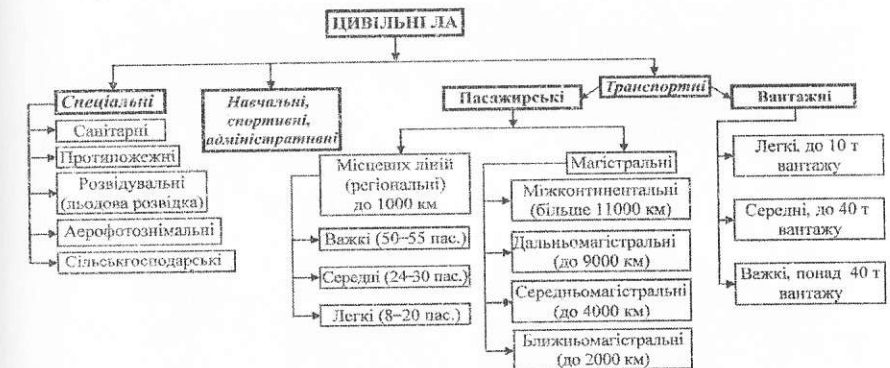 ЦИВІЛЬНІ ЛА
Спеціальні
Санітарні
Протипожежні
Розвідувальні
(льодова розвідка)
Аерофотознімальні
Сільськгосподарські
Навчальні,
спортивні,
адміністративні
Транспортні
Пасажирські
Місцевих ліній
(регіональні)
до 1000 км
Важкі (50–55 пас.)
Середні (24–30 пас.)
Легкі (8–20 пас.)
Магістральні
Міжконтинентальні
(більше 11000 км)
Дальньомагістральні
(до 9000 км)
Середньомагістральні
(до 4000 км)
Ближньомагістральні
(до 2000 км)
Вантажні
Легкі, до 10 т
вантажу
Середні, до 40 т
вантажу
Важкі, понад 40 т
вантажу